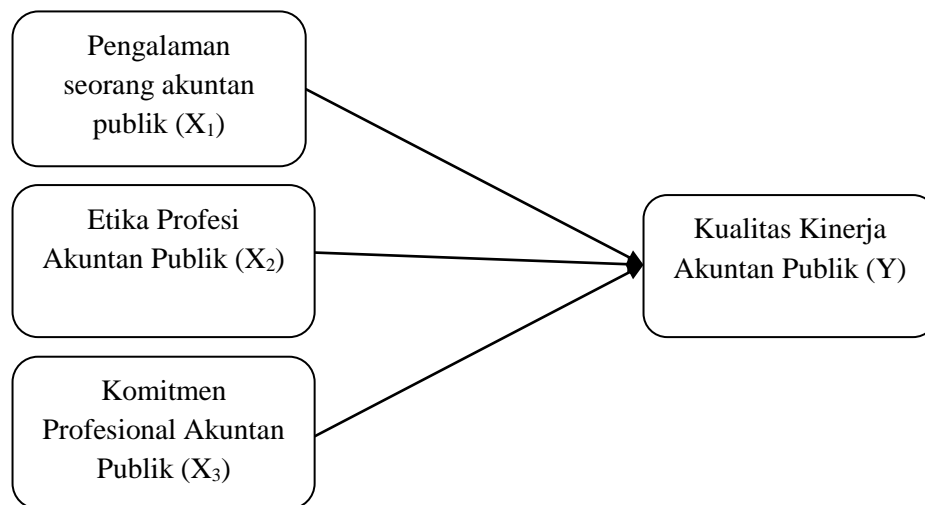 Pengalaman
seorang akuntan
publik (X₁)
Etika Profesi
Akuntan Publik (X₂)
Komitmen
Profesional Akuntan
Publik (X₃)
Kualitas Kinerja
Akuntan Publik (Y)